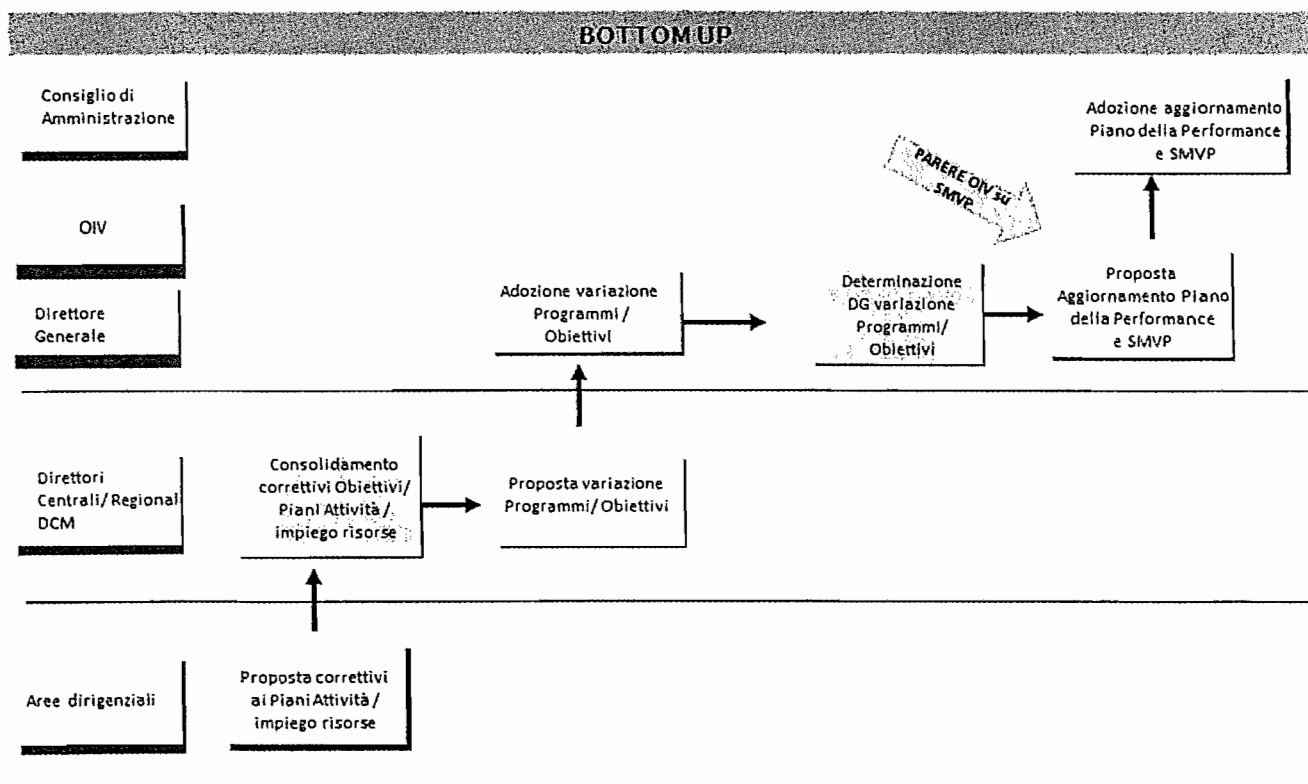 BOTTOM UP
Consiglio di
Amministrazione
Adozione aggiornamento
Piano della Performance
e SMVP
PARERE OIV su
SMVP
OIV
Direttore
Generale
Adozione variazione
Programmi /
Obiettivi
Determinazione
DG variazione
Programmi/
Obiettivi
Proposta
Aggiornamento Piano
della Performance
e SMVP
Direttori
Centrali/Regionali
DCM
Consolidamento
correttivi Obiettivi/
Piani Attività /
impiego risorse
Proposta variazione
Programmi/Obiettivi
Aree dirigenziali
Proposta correttivi
ai Piani Attività /
impiego risorse